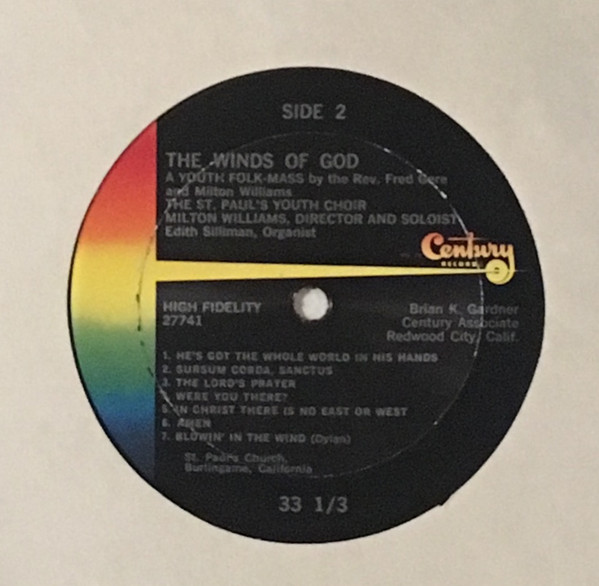 SIDE 2
THE WINDS OF GOD
A YOUTH FOLK-MASS by the Rev. Fred Gere
and Milton Williams
THE ST. PAUL'S YOUTH CHOIR
MILTON WILLIAMS, DIRECTOR AND SOLOIST
Edith Silliman, Organist
Century
RECORDS
HIGH FIDELITY
27741
Brian K. Gardner
Century Associate
Redwood City, Calif.
1. HE'S GOT THE WHOLE WORLD IN HIS HANDS
2. SURSUM CORDA, SANCTUS
3. THE LORD'S PRAYER
WERE YOU THERE?
5. IN CHRIST THERE IS NO EAST OR WEST
6. AMEN
7. BLOWIN' IN THE WIND (Dylan)
St. Paul's Church,
Burlingame, California
33 1/3